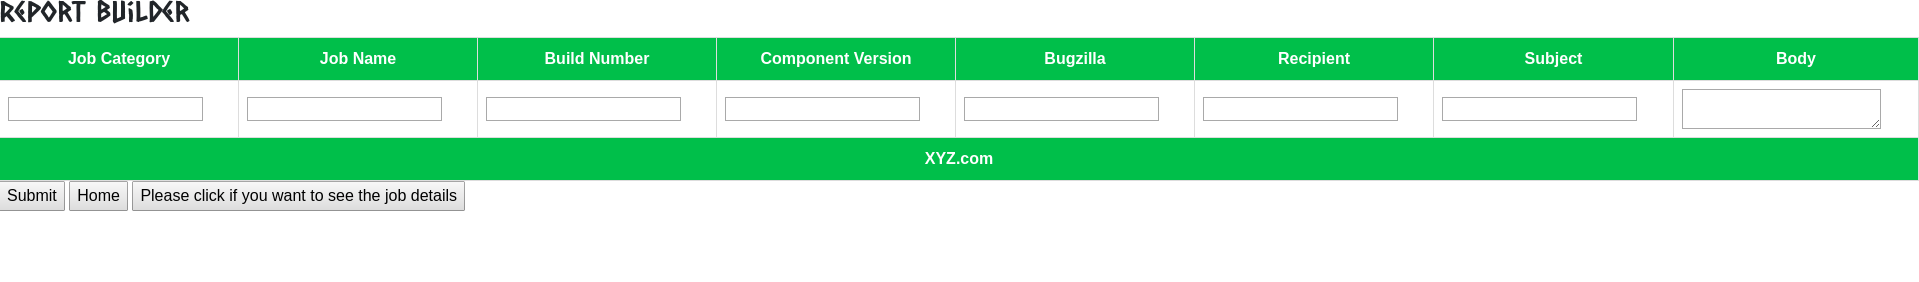 REPORT BUILDER
Job Category Job Name Build Number Component Version Bugzilla Recipient Subject Body
XYZ.com
Submit Home Please click if you want to see the job details